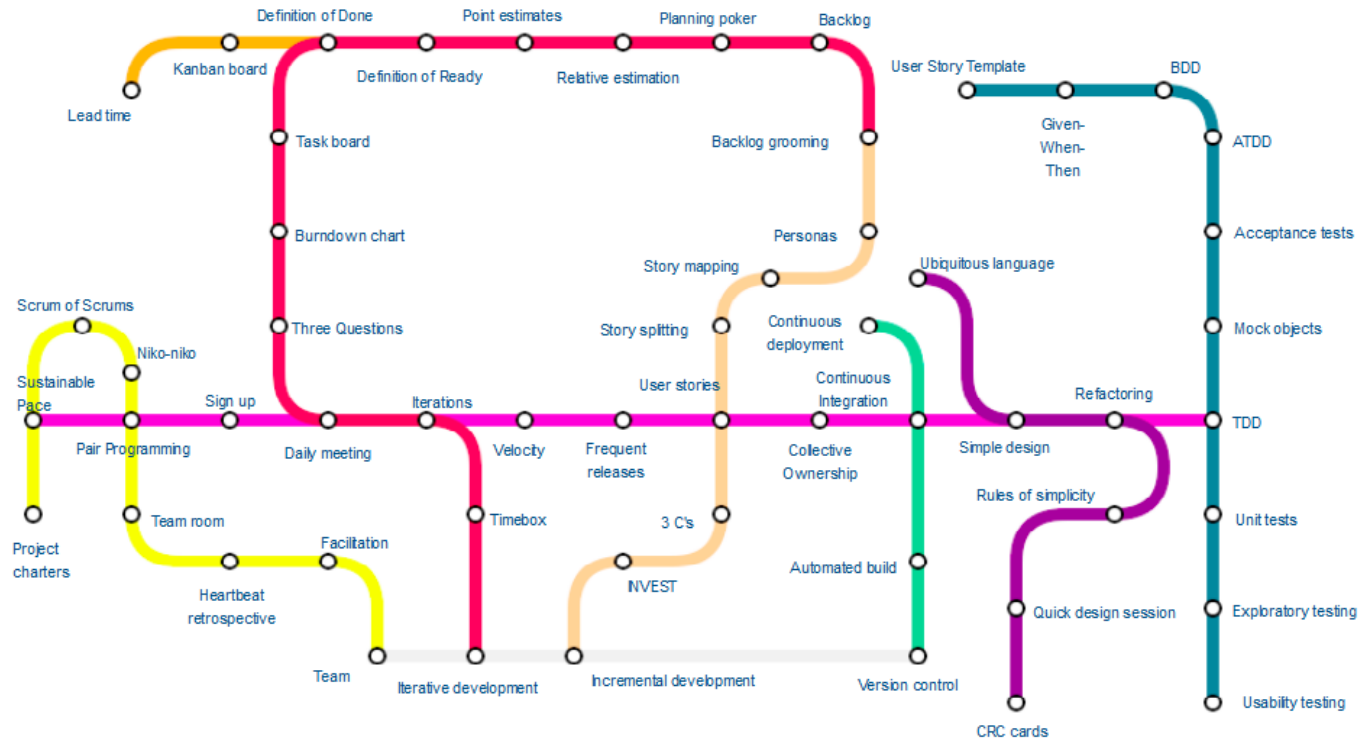 Definition of Done
Point estimates
Planning poker
Backlog
Kanban board
Definition of Ready
Relative estimation
User Story Template
BDD
Lead time
Task board
Backlog grooming
Given-
When-
Then
ATDD
Burndown chart
Personas
Acceptance tests
Story mapping
Ubiquitous language
Scrum of Scrums
Three Questions
Story splitting
Continuous
deployment
Mock objects
Niko-niko
Sustainable
Pace
Sign up
Iterations
User stories
Continuous
Integration
Refactoring
TDD
Pair Programming
Daily meeting
Velocity
Frequent
releases
Collective
Ownership
Simple design
Rules of simplicity
Team room
Timebox
3 C's
Unit tests
Project
charters
Facilitation
Automated build
INVEST
Heartbeat
retrospective
Quick design session
Exploratory testing
Team
Iterative development
Incremental development
Version control
CRC cards
Usability testing